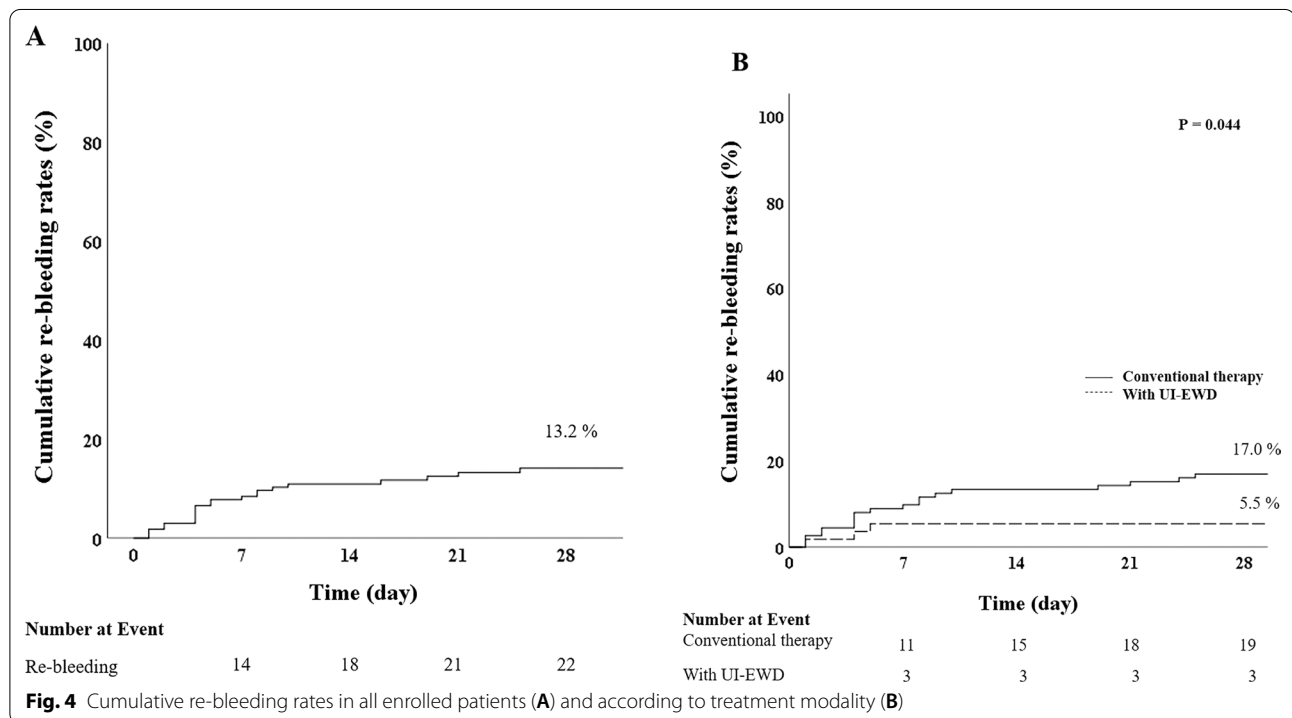 A
100
80
60
40
20
0
Cumulative re-bleeding rates (%)
13.2 %
0 7 14 21 28
Time (day)
Number at Event
Re-bleeding 14 18 21 22
B
100
80
60
40
20
0
Cumulative re-bleeding rates (%)
P = 0.044
Conventional therapy
With UI-EWD
17.0 %
5.5 %
0 7 14 21 28
Time (day)
Number at Event
Conventional therapy 11 15 18 19
With UI-EWD 3 3 3 3
Fig. 4 Cumulative re-bleeding rates in all enrolled patients (A) and according to treatment modality (B)